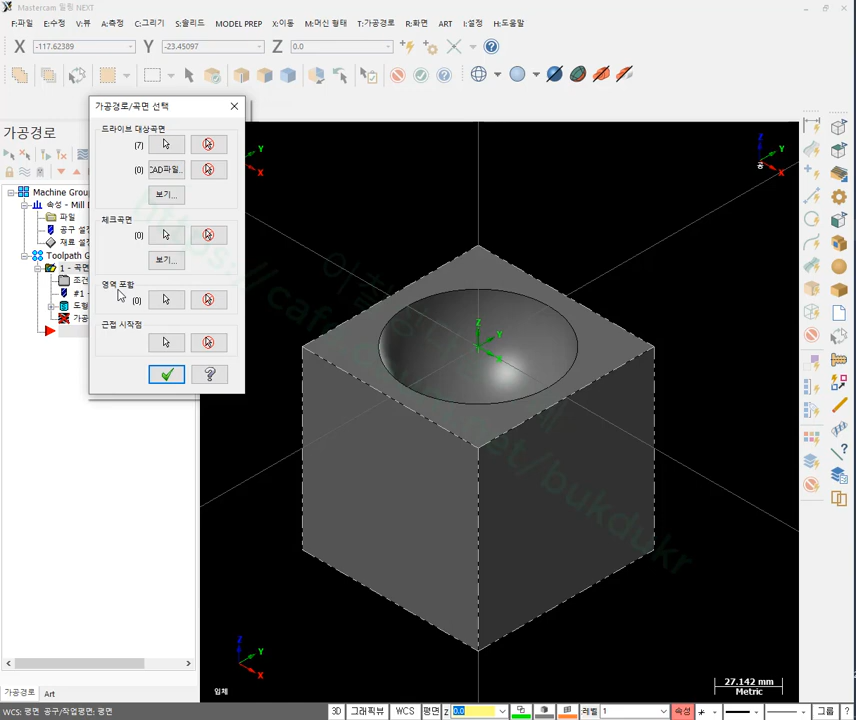 Mastercam 밀링 NEXT
F:파일 E:수정 V:뷰 A:측정 C:그리기 S:솔리드 MODEL PREP X:이동 M:머신 형태 T:가공경로 R:화면 ART I:설정 H:도움말
X -117.62389 Y -23.45097 Z 0.0
가공경로/곡면 선택
드라이브 대상곡면
(7)
(0) CAD파일..
보기...
체크곡면
(0)
보기...
영역 포함
(0)
근접 시작점
가공경로
Machine Group
속성 - Mill D
파일
공구 설정
재료 설정
Toolpath G
1 - 곡면
조건
#1 -
도형
가공
Z Y X
Y X
Z X
Z Y X
입체
27.142 mm
Metric
가공경로 Art
WCS: 평면 공구/작업평면: 평면
3D 그래픽뷰 WCS 평면 Z 0.0 레벨 1 속성 그룹 ?